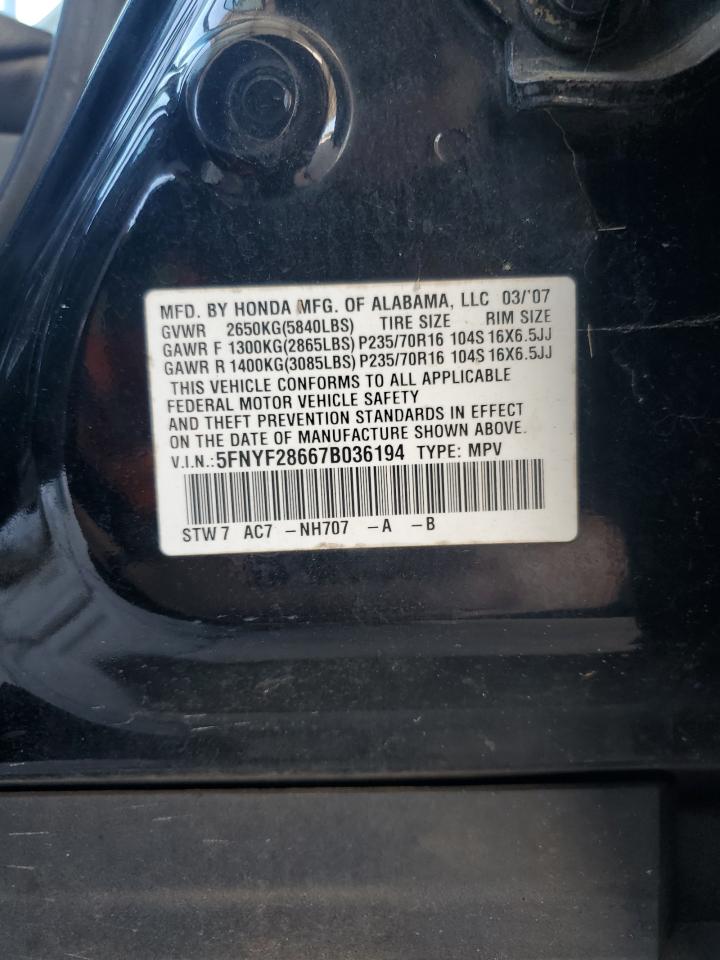 MFD. BY HONDA MFG. OF ALABAMA, LLC 03/'07
GVWR 2650KG(5840LBS) TIRE SIZE RIM SIZE
GAWR F 1300KG(2865LBS) P235/70R16 104S 16X6.5JJ
GAWR R 1400KG(3085LBS) P235/70R16 104S 16X6.5JJ
THIS VEHICLE CONFORMS TO ALL APPLICABLE
FEDERAL MOTOR VEHICLE SAFETY
AND THEFT PREVENTION STANDARDS IN EFFECT
ON THE DATE OF MANUFACTURE SHOWN ABOVE.
V.I.N.:5FNYF28667B036194 TYPE: MPV
STW7 AC7 -NH707 -A -B